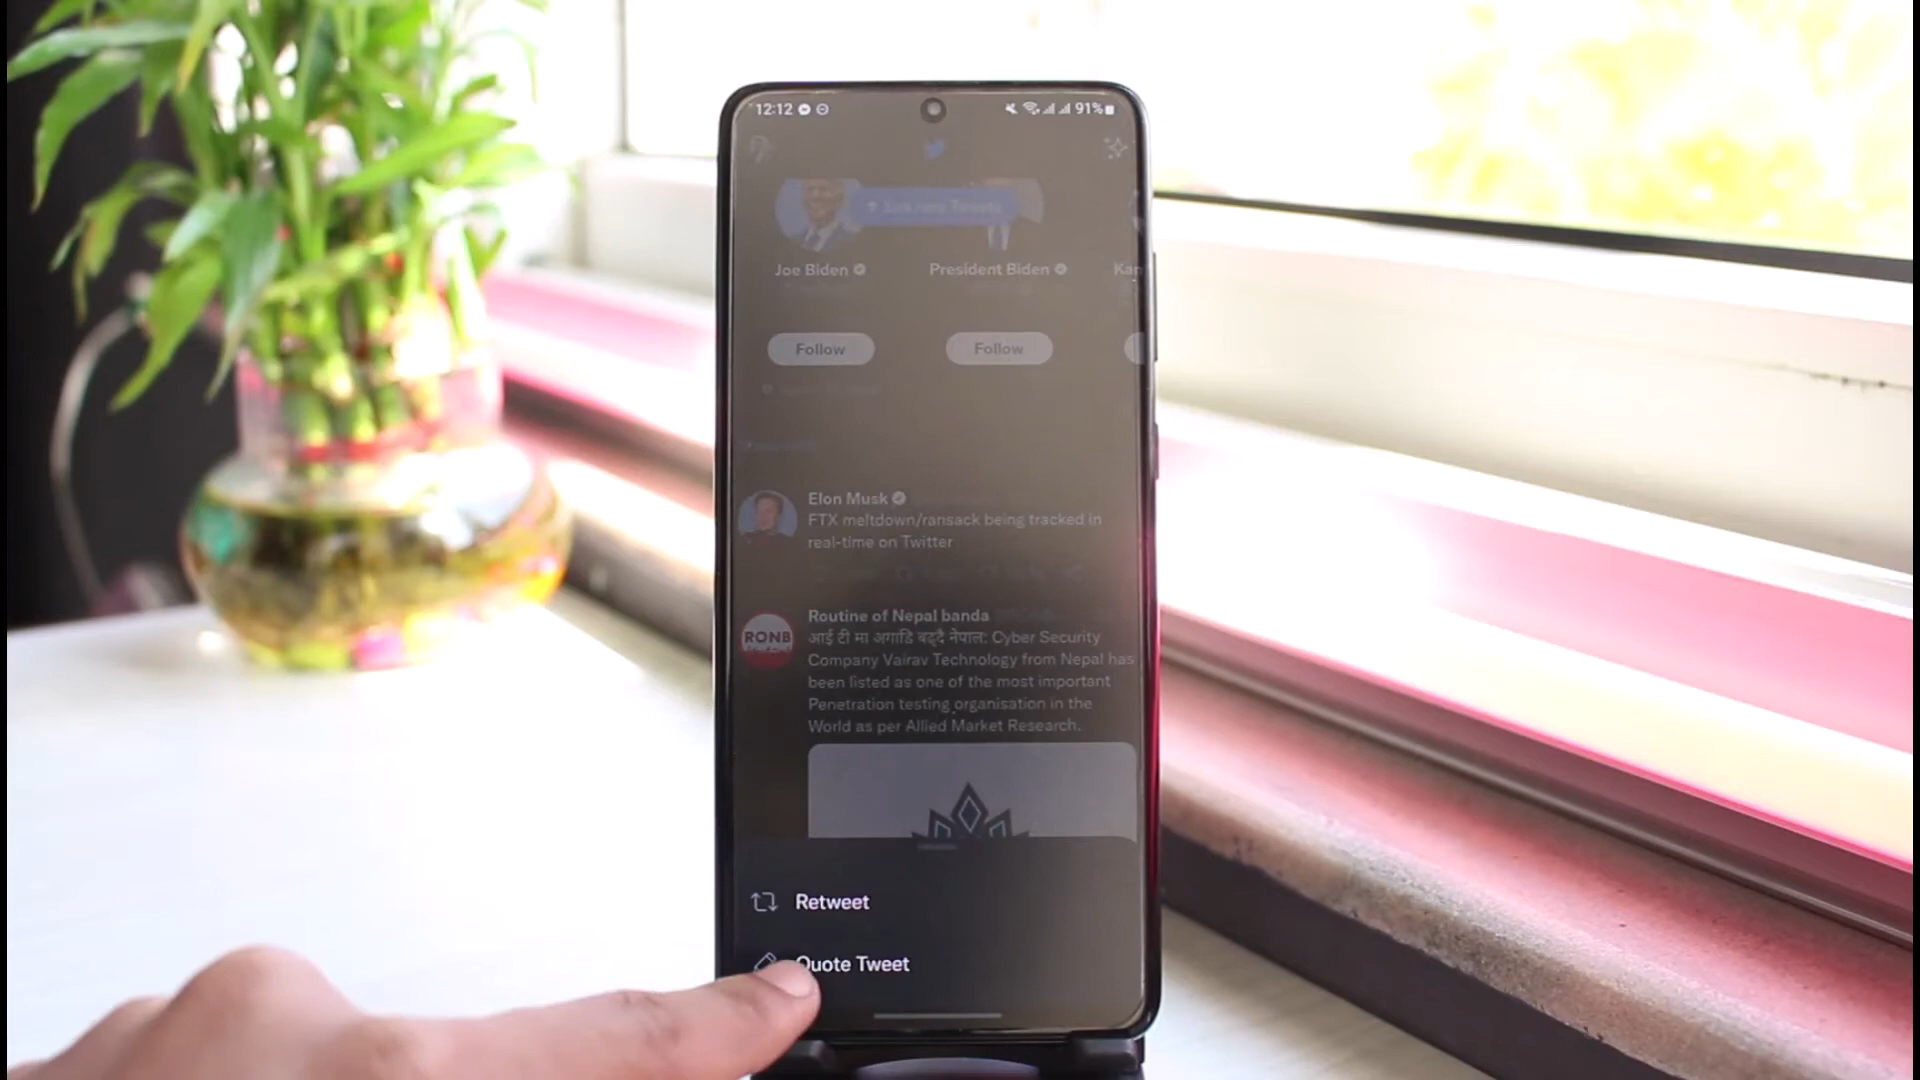 12:12
91%
Joe Biden
President Biden
Follow
Follow
Elon Musk
FTX meltdown/ransack being tracked in
real-time on Twitter
Routine of Nepal banda
RONB
आई टी मा अगाडि बढ्दै नेपाल: Cyber Security
Company Vairav Technology from Nepal has
been listed as one of the most important
Penetration testing organisation in the
World as per Allied Market Research.
Retweet
Quote Tweet